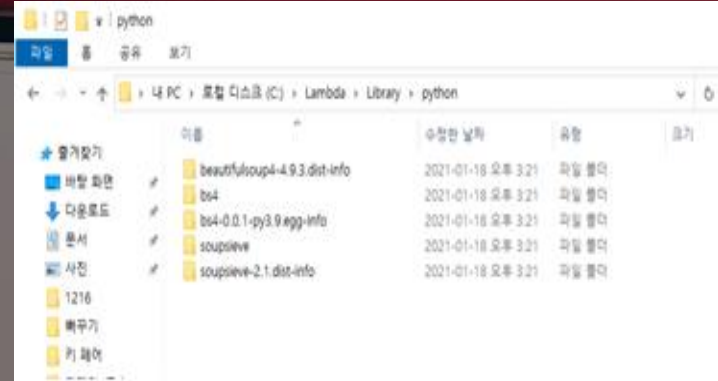 python
파일 홈 공유 보기
내 PC › 로컬 디스크 (C:) › Lambda › Library › python
이름 수정한 날짜 유형 크기
즐겨찾기
바탕 화면
다운로드
문서
사진
1216
뻐꾸기
키 페어
beautifulsoup4-4.9.3.dist-info 2021-01-18 오후 3:21 파일 폴더
bs4 2021-01-18 오후 3:21 파일 폴더
bs4-0.0.1-py3.9.egg-info 2021-01-18 오후 3:21 파일 폴더
soupsieve 2021-01-18 오후 3:21 파일 폴더
soupsieve-2.1.dist-info 2021-01-18 오후 3:21 파일 폴더